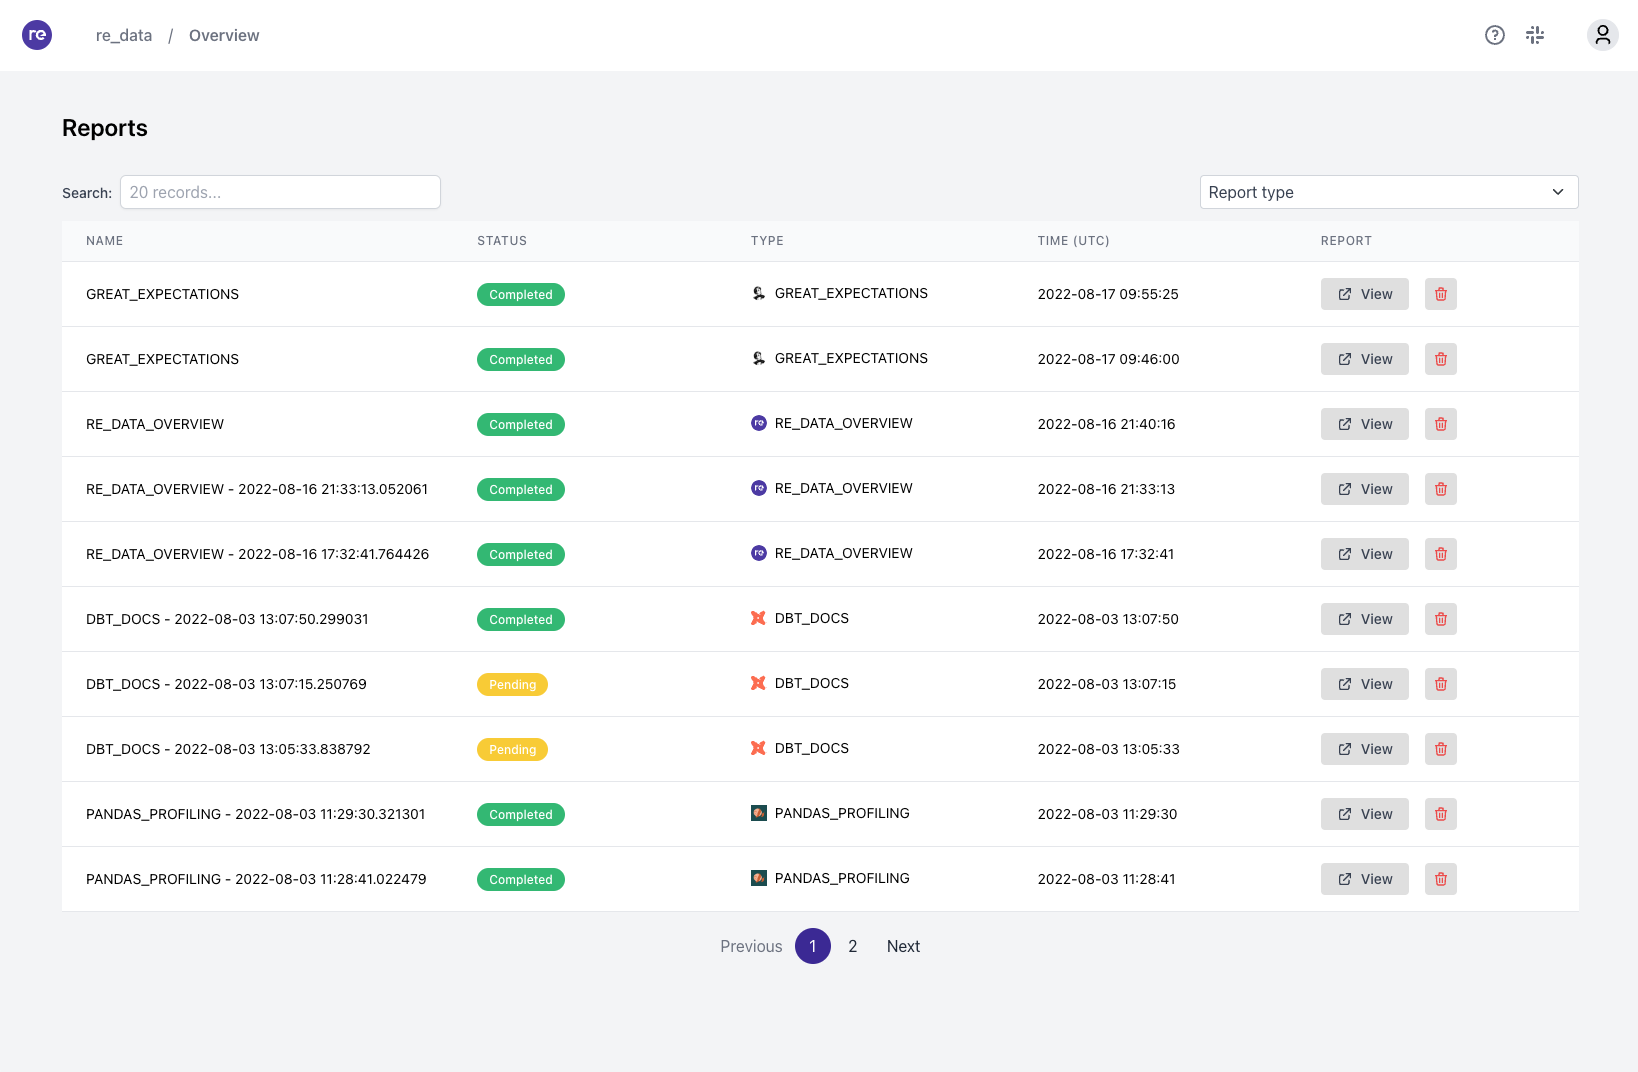 re re_data / Overview
Reports
Search: 20 records... Report type
NAME STATUS TYPE TIME (UTC) REPORT
GREAT_EXPECTATIONS Completed GREAT_EXPECTATIONS 2022-08-17 09:55:25 View
GREAT_EXPECTATIONS Completed GREAT_EXPECTATIONS 2022-08-17 09:46:00 View
RE_DATA_OVERVIEW Completed re RE_DATA_OVERVIEW 2022-08-16 21:40:16 View
RE_DATA_OVERVIEW - 2022-08-16 21:33:13.052061 Completed re RE_DATA_OVERVIEW 2022-08-16 21:33:13 View
RE_DATA_OVERVIEW - 2022-08-16 17:32:41.764426 Completed re RE_DATA_OVERVIEW 2022-08-16 17:32:41 View
DBT_DOCS - 2022-08-03 13:07:50.299031 Completed DBT_DOCS 2022-08-03 13:07:50 View
DBT_DOCS - 2022-08-03 13:07:15.250769 Pending DBT_DOCS 2022-08-03 13:07:15 View
DBT_DOCS - 2022-08-03 13:05:33.838792 Pending DBT_DOCS 2022-08-03 13:05:33 View
PANDAS_PROFILING - 2022-08-03 11:29:30.321301 Completed PANDAS_PROFILING 2022-08-03 11:29:30 View
PANDAS_PROFILING - 2022-08-03 11:28:41.022479 Completed PANDAS_PROFILING 2022-08-03 11:28:41 View
Previous 1 2 Next